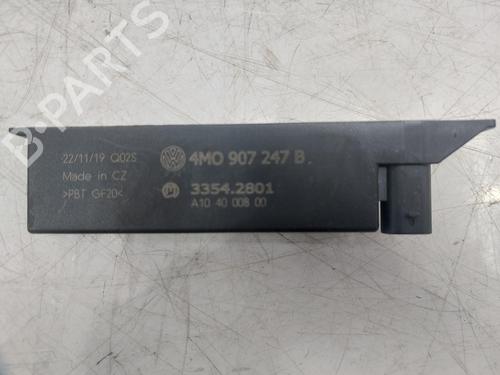 22/11/19 Q02S
Made in CZ
>PBT GF20<
4M0 907 247 B
3354.2801
A10 40 008 00
B-PARTS